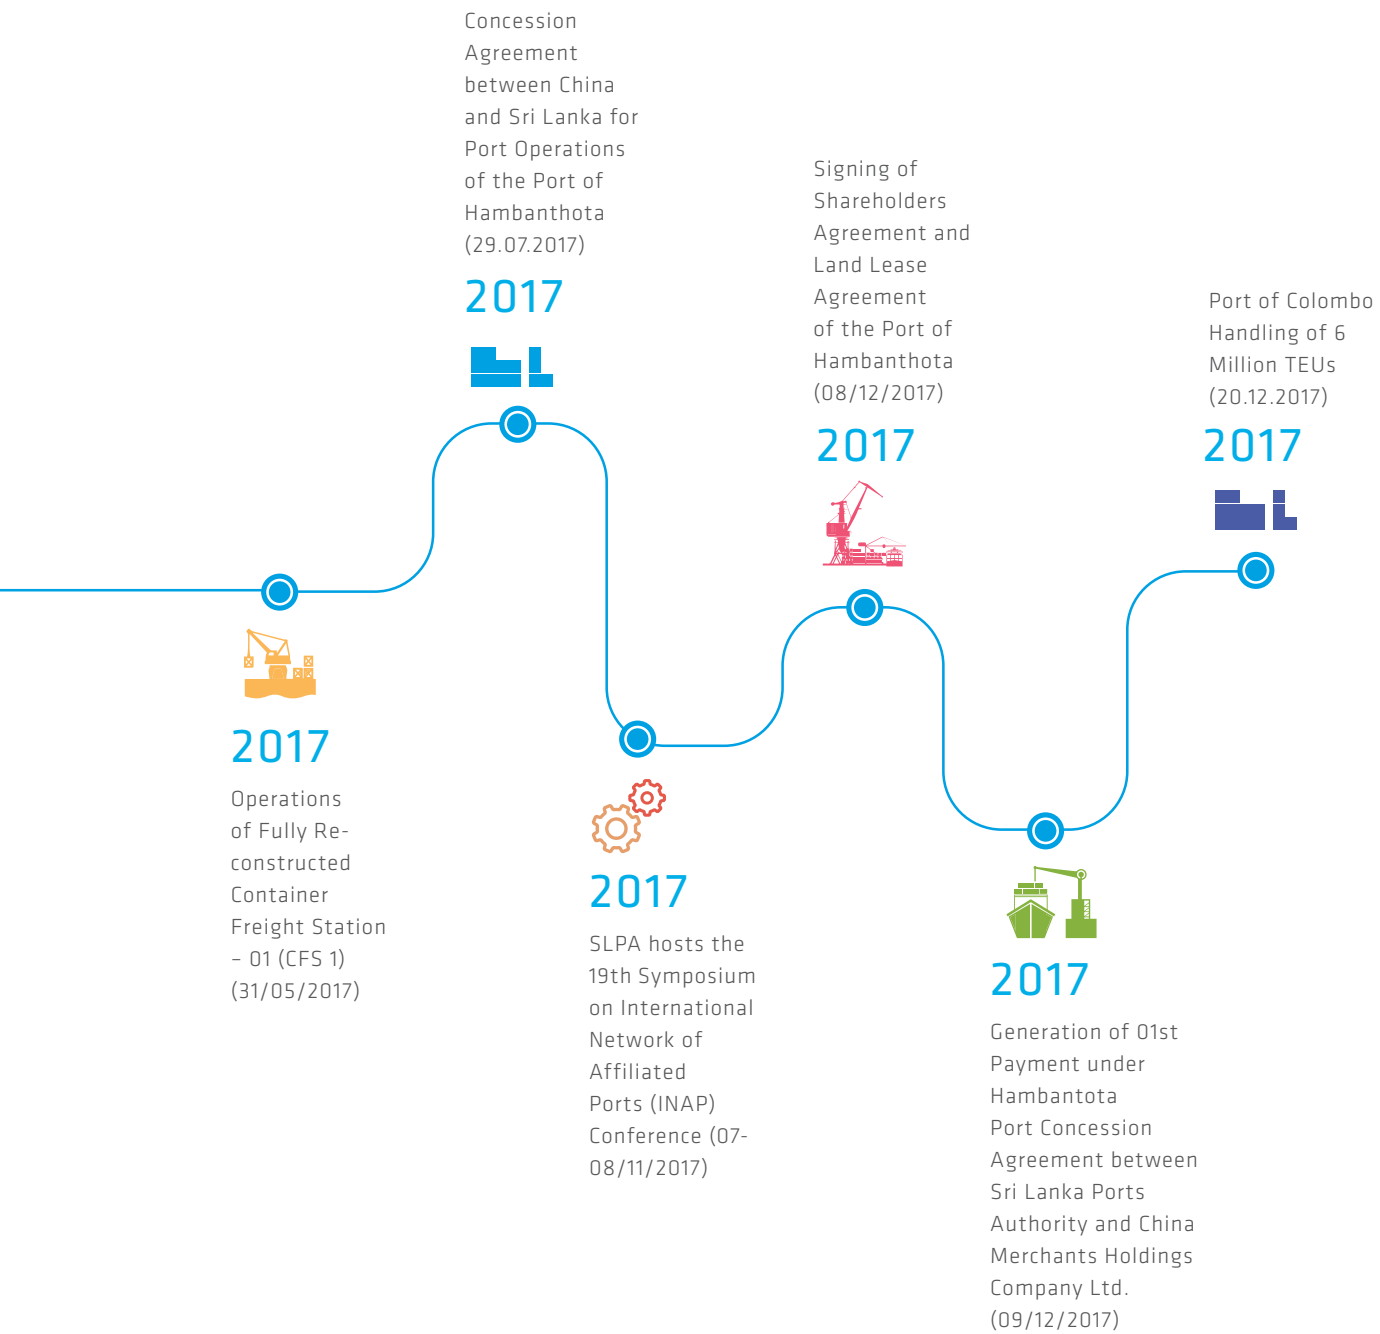 Concession
Agreement
between China
and Sri Lanka for
Port Operations
of the Port of
Hambanthota
(29.07.2017)
2017
Signing of
Shareholders
Agreement and
Land Lease
Agreement
of the Port of
Hambanthota
(08/12/2017)
2017
Port of Colombo
Handling of 6
Million TEUs
(20.12.2017)
2017
2017
Operations
of Fully Re-
constructed
Container
Freight Station
– 01 (CFS 1)
(31/05/2017)
2017
SLPA hosts the
19th Symposium
on International
Network of
Affiliated
Ports (INAP)
Conference (07-
08/11/2017)
2017
Generation of 01st
Payment under
Hambantota
Port Concession
Agreement between
Sri Lanka Ports
Authority and China
Merchants Holdings
Company Ltd.
(09/12/2017)